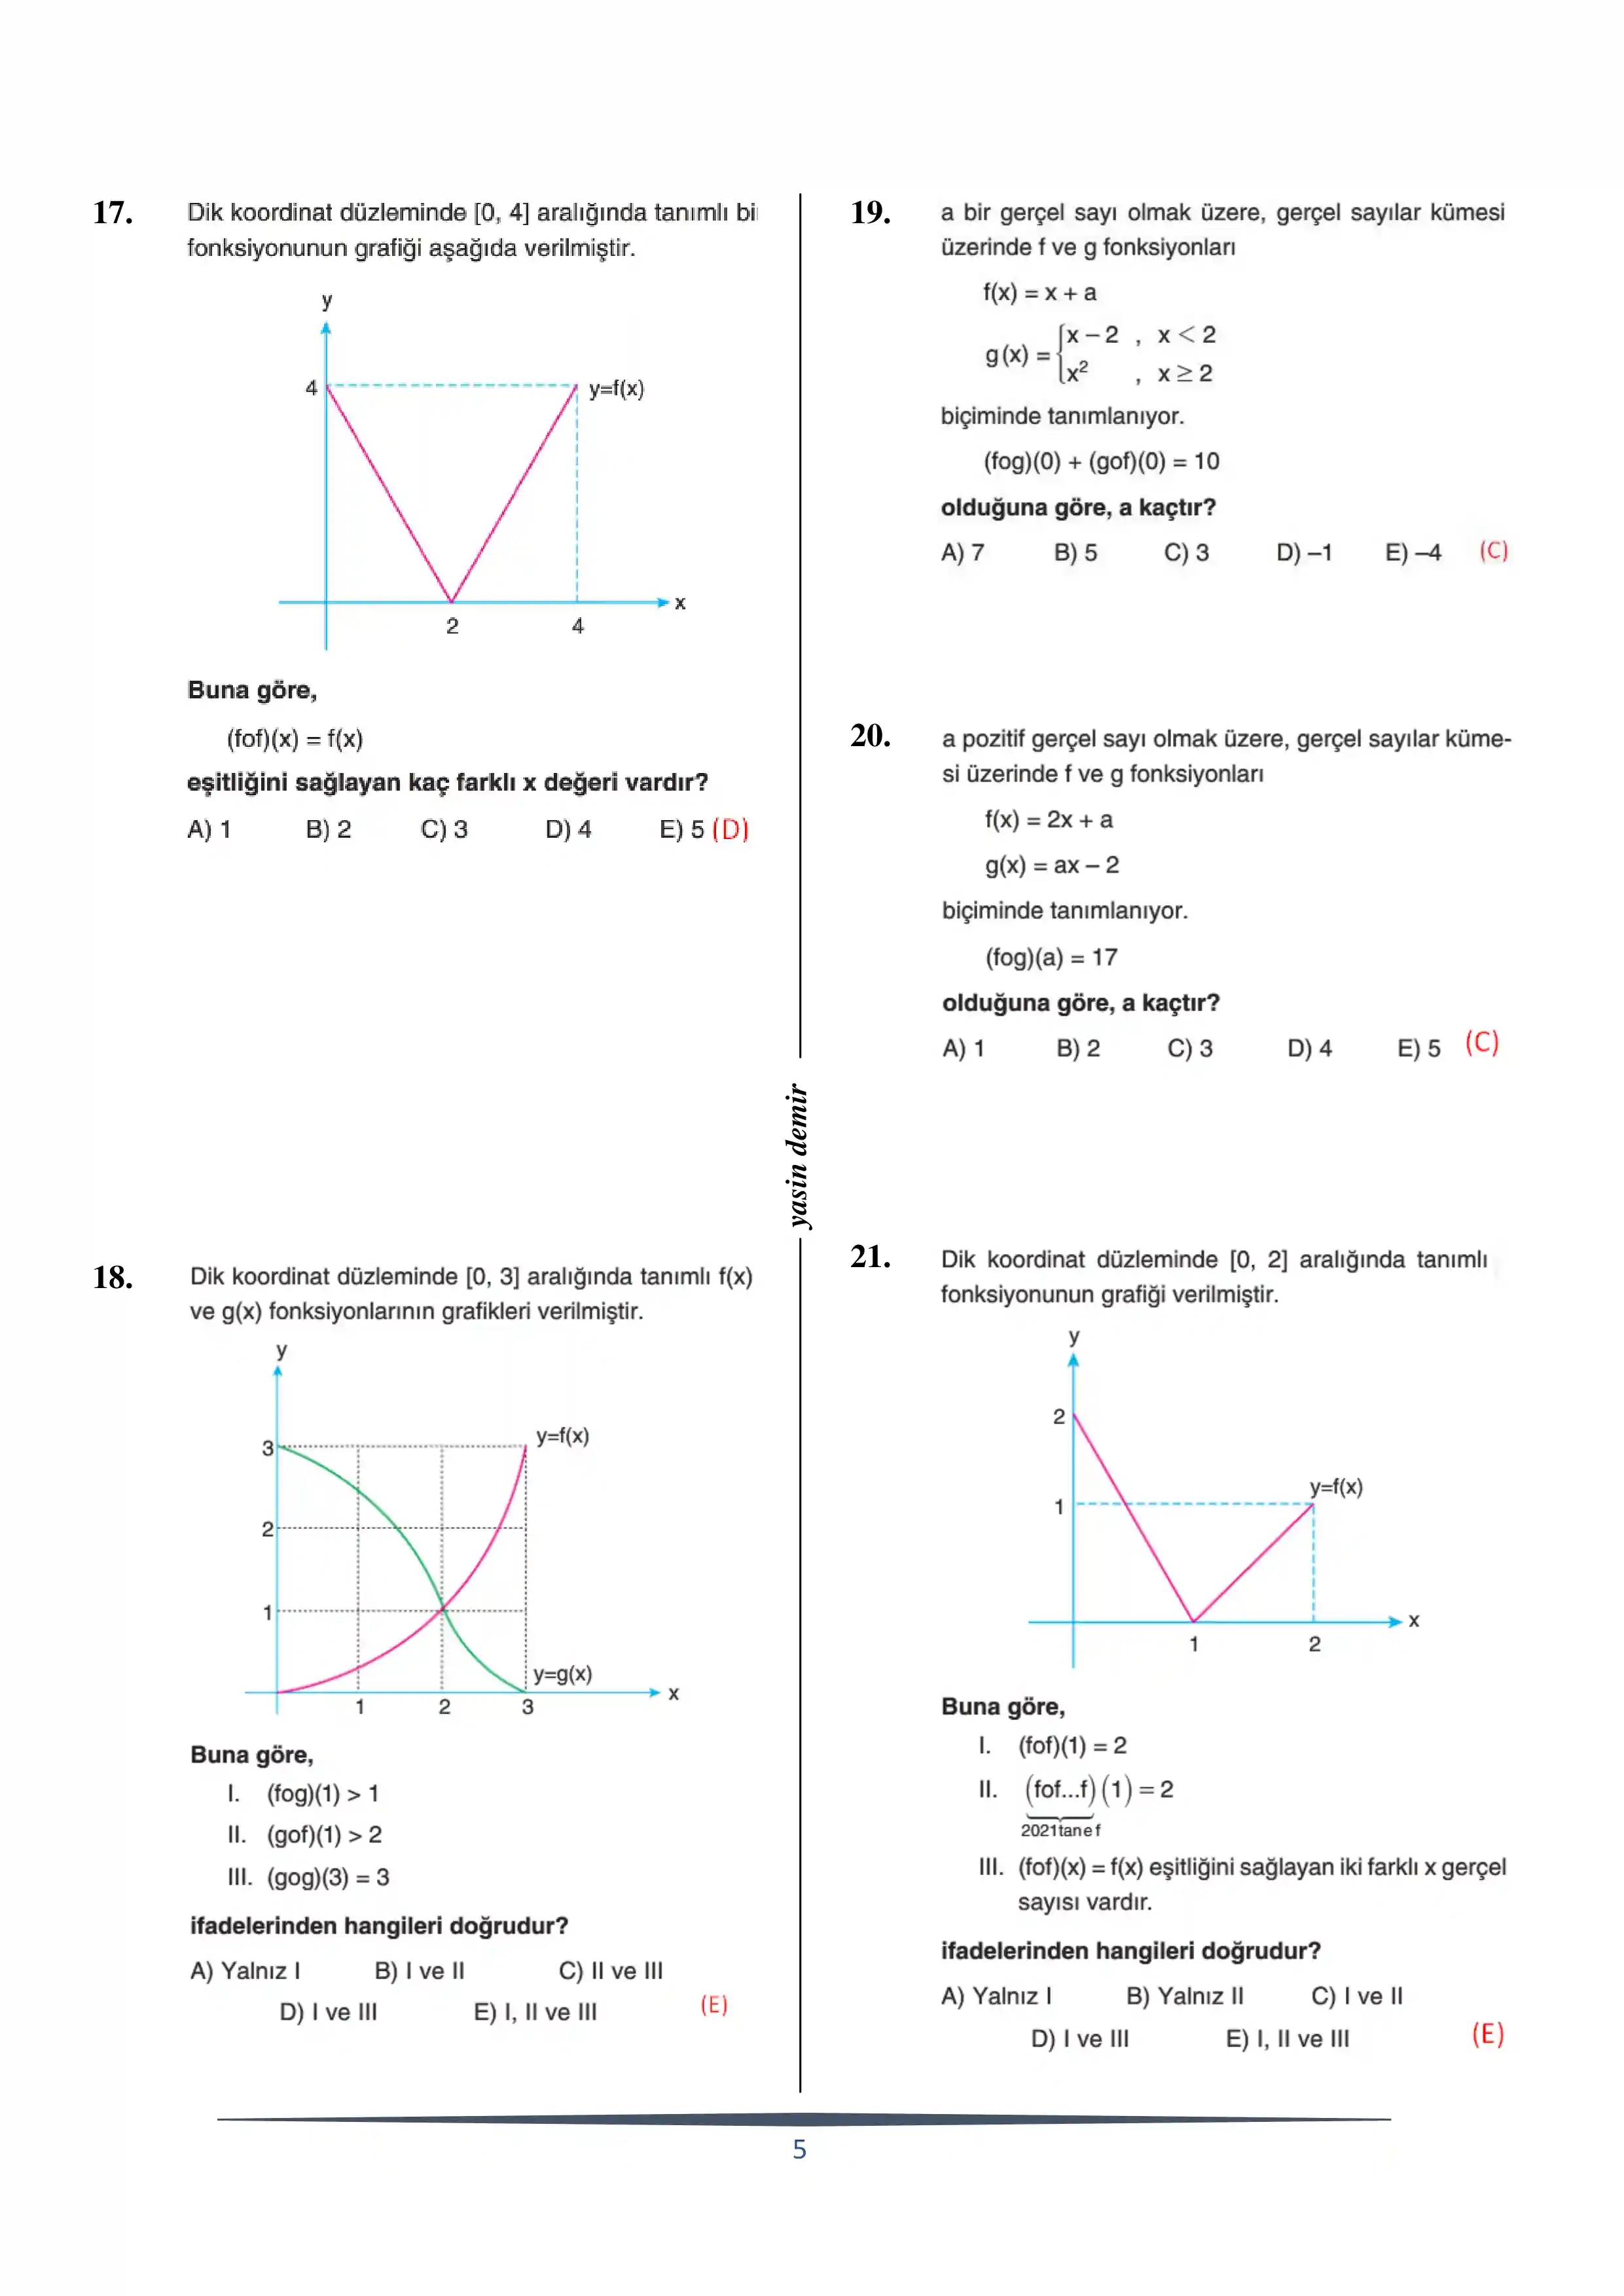 17.
Dik koordinat düzleminde [0, 4] aralığında tanımlı bi
fonksiyonunun grafiği aşağıda verilmiştir.
y
4
y=f(x)
x
2
4
Buna göre,
(fof)(x) = f(x)
eşitliğini sağlayan kaç farklı x değeri vardır?
A) 1 B) 2 C) 3 D) 4 E) 5 (D)
18.
Dik koordinat düzleminde [0, 3] aralığında tanımlı f(x)
ve g(x) fonksiyonlarının grafikleri verilmiştir.
y
3
y=f(x)
2
1
y=g(x)
x
1 2 3
Buna göre,
I. (fog)(1) > 1
II. (gof)(1) > 2
III. (gog)(3) = 3
ifadelerinden hangileri doğrudur?
A) Yalnız I B) I ve II C) II ve III
D) I ve III E) I, II ve III (E)
yasin demir
19.
a bir gerçel sayı olmak üzere, gerçel sayılar kümesi
üzerinde f ve g fonksiyonları
f(x) = x + a
g(x) = {x – 2 , x < 2
x² , x ≥ 2
biçiminde tanımlanıyor.
(fog)(0) + (gof)(0) = 10
olduğuna göre, a kaçtır?
A) 7 B) 5 C) 3 D) –1 E) –4 (C)
20.
a pozitif gerçel sayı olmak üzere, gerçel sayılar küme-
si üzerinde f ve g fonksiyonları
f(x) = 2x + a
g(x) = ax – 2
biçiminde tanımlanıyor.
(fog)(a) = 17
olduğuna göre, a kaçtır?
A) 1 B) 2 C) 3 D) 4 E) 5 (C)
21.
Dik koordinat düzleminde [0, 2] aralığında tanımlı
fonksiyonunun grafiği verilmiştir.
y
2
y=f(x)
1
x
1 2
Buna göre,
I. (fof)(1) = 2
II. (fof...f)(1) = 2
2021 tane f
III. (fof)(x) = f(x) eşitliğini sağlayan iki farklı x gerçel
sayısı vardır.
ifadelerinden hangileri doğrudur?
A) Yalnız I B) Yalnız II C) I ve II
D) I ve III E) I, II ve III (E)
5